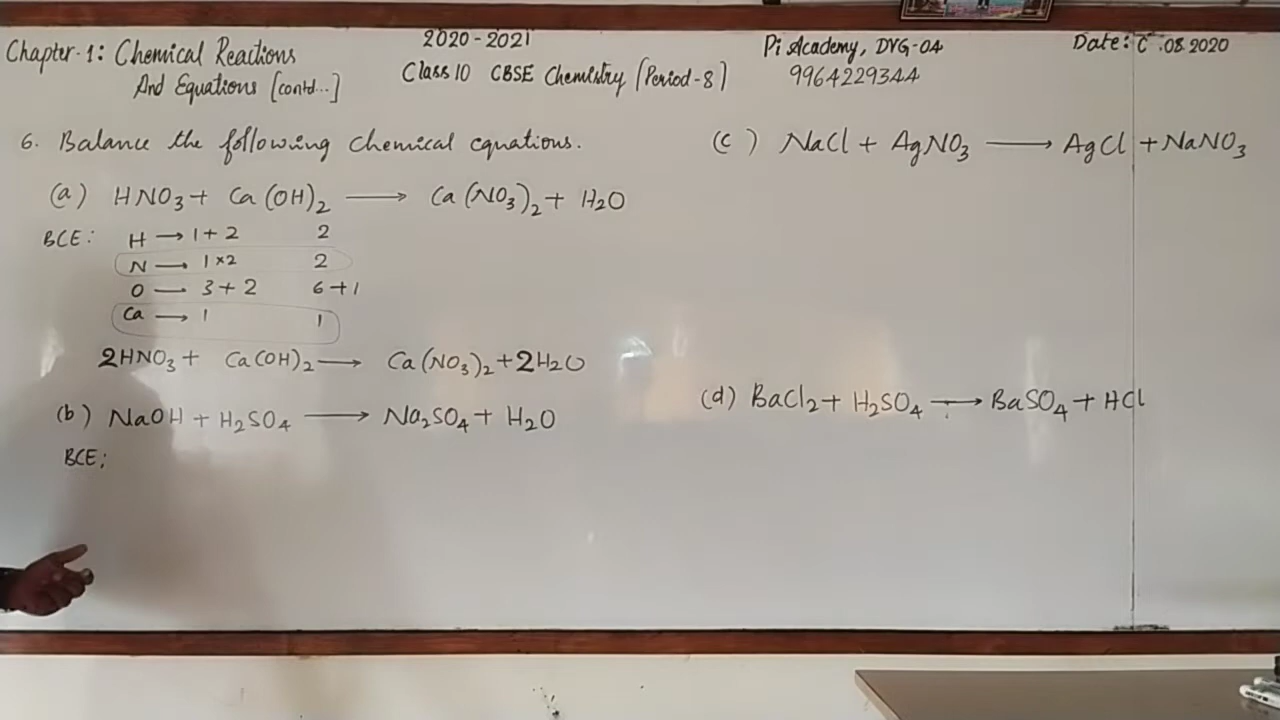 Chapter-1: Chemical Reactions
And Equations [contd...]
2020-2021
Class 10 CBSE Chemistry (Period-8)
Pi Academy, DVG-04
9964229344
Date: .08.2020
6. Balance the following chemical equations.
(a) HNO₃ + Ca(OH)₂ ⟶ Ca(NO₃)₂ + H₂O
BCE: H → 1+2 2
N — 1×2 2
O — 3+2 6+1
Ca → 1 1
2HNO₃ + Ca(OH)₂ ⟶ Ca(NO₃)₂ + 2H₂O
(b) NaOH + H₂SO₄ ⟶ Na₂SO₄ + H₂O
BCE;
(c) NaCl + AgNO₃ ⟶ AgCl + NaNO₃
(d) BaCl₂ + H₂SO₄ ⟶ BaSO₄ + HCl